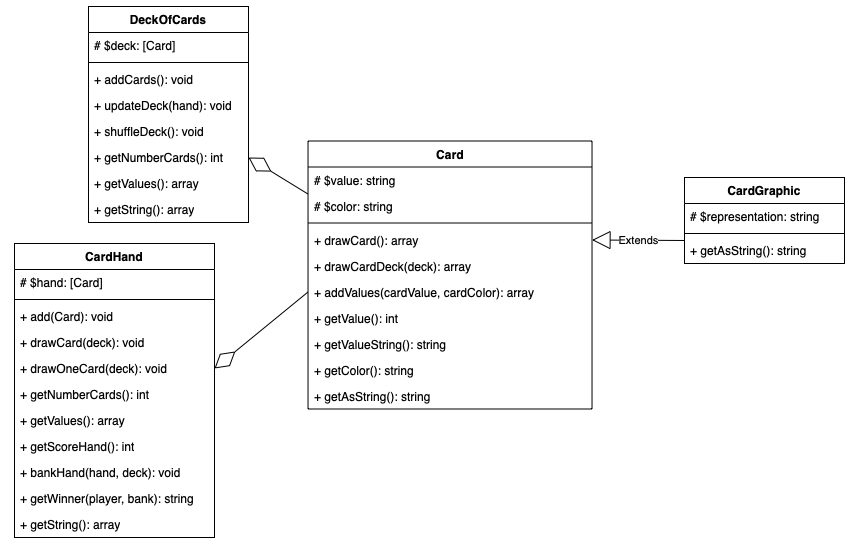 DeckOfCards
# $deck: [Card]
+ addCards(): void
+ updateDeck(hand): void
+ shuffleDeck(): void
+ getNumberCards(): int
+ getValues(): array
+ getString(): array
Card
# $value: string
# $color: string
+ drawCard(): array
+ drawCardDeck(deck): array
+ addValues(cardValue, cardColor): array
+ getValue(): int
+ getValueString(): string
+ getColor(): string
+ getAsString(): string
Extends
CardGraphic
# $representation: string
+ getAsString(): string
CardHand
# $hand: [Card]
+ add(Card): void
+ drawCard(deck): void
+ drawOneCard(deck): void
+ getNumberCards(): int
+ getValues(): array
+ getScoreHand(): int
+ bankHand(hand, deck): void
+ getWinner(player, bank): string
+ getString(): array